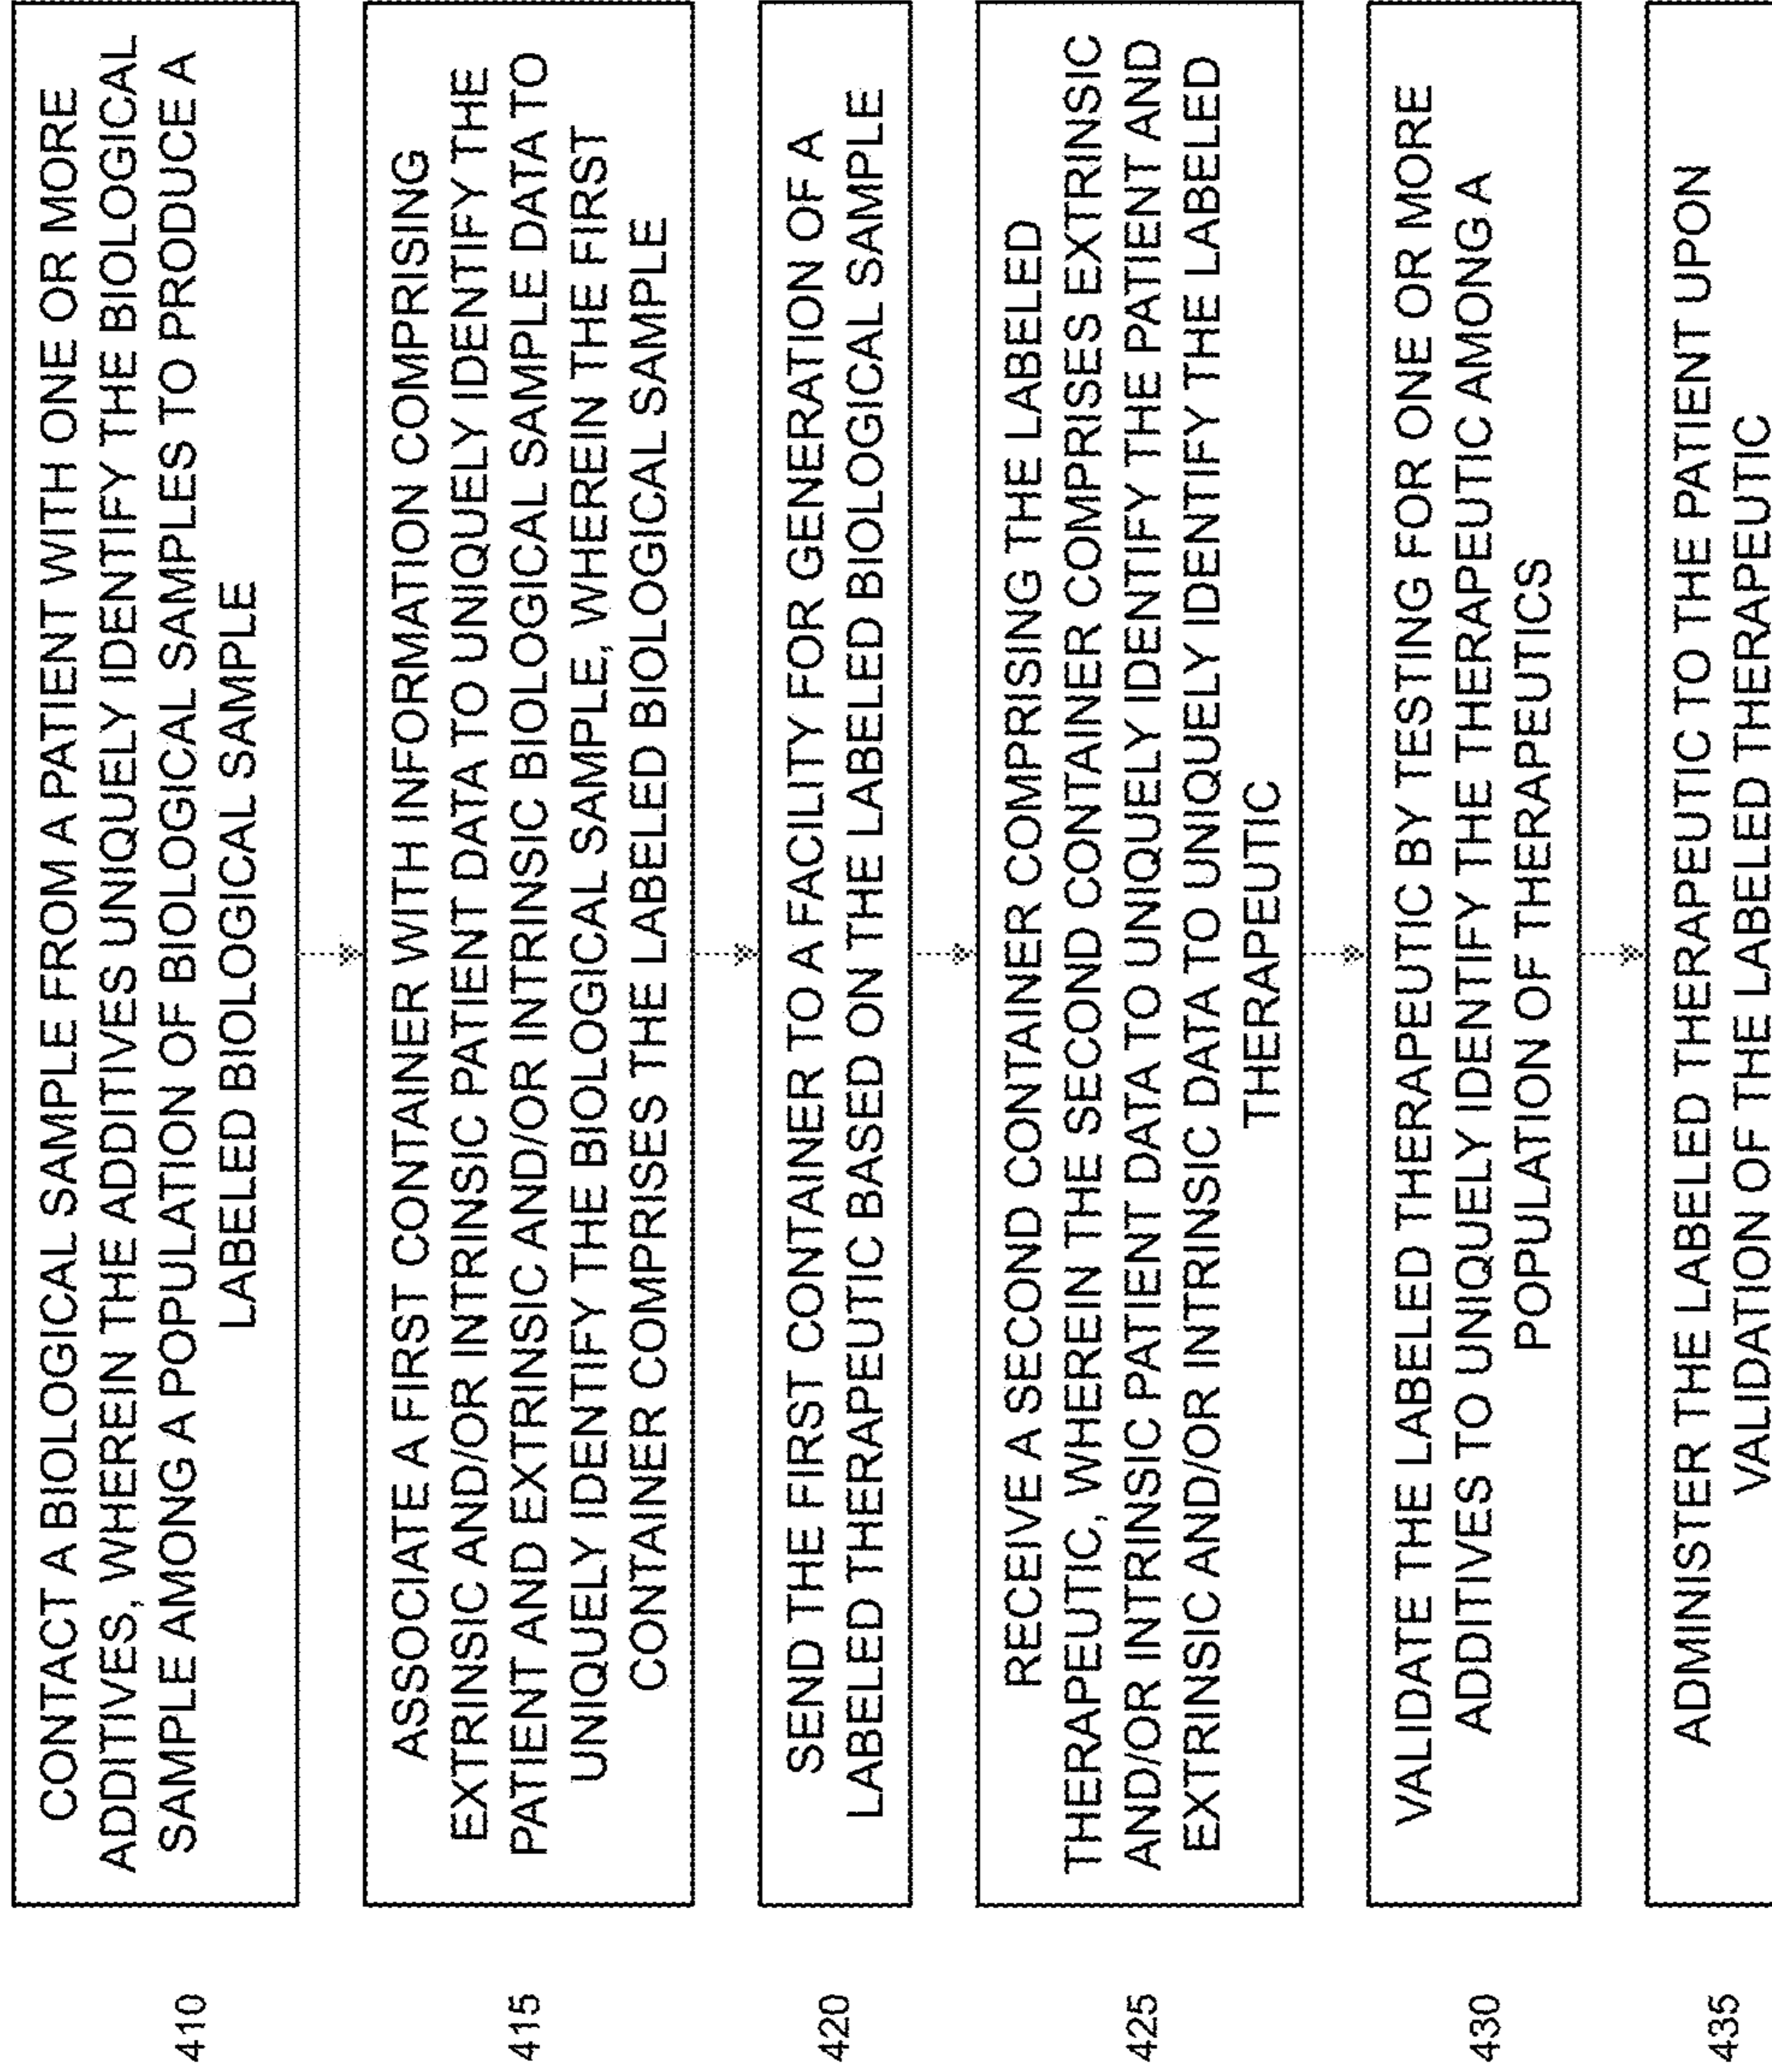 410
CONTACT A BIOLOGICAL SAMPLE FROM A PATIENT WITH ONE OR MORE
ADDITIVES, WHEREIN THE ADDITIVES UNIQUELY IDENTIFY THE BIOLOGICAL
SAMPLE AMONG A POPULATION OF BIOLOGICAL SAMPLES TO PRODUCE A
LABELED BIOLOGICAL SAMPLE
415
ASSOCIATE A FIRST CONTAINER WITH INFORMATION COMPRISING
EXTRINSIC AND/OR INTRINSIC PATIENT DATA TO UNIQUELY IDENTIFY THE
PATIENT AND EXTRINSIC AND/OR INTRINSIC BIOLOGICAL SAMPLE DATA TO
UNIQUELY IDENTIFY THE BIOLOGICAL SAMPLE, WHEREIN THE FIRST
CONTAINER COMPRISES THE LABELED BIOLOGICAL SAMPLE
420
SEND THE FIRST CONTAINER TO A FACILITY FOR GENERATION OF A
LABELED THERAPEUTIC BASED ON THE LABELED BIOLOGICAL SAMPLE
425
RECEIVE A SECOND CONTAINER COMPRISING THE LABELED
THERAPEUTIC, WHEREIN THE SECOND CONTAINER COMPRISES EXTRINSIC
AND/OR INTRINSIC PATIENT DATA TO UNIQUELY IDENTIFY THE PATIENT AND
EXTRINSIC AND/OR INTRINSIC DATA TO UNIQUELY IDENTIFY THE LABELED
THERAPEUTIC
430
VALIDATE THE LABELED THERAPEUTIC BY TESTING FOR ONE OR MORE
ADDITIVES TO UNIQUELY IDENTIFY THE THERAPEUTIC AMONG A
POPULATION OF THERAPEUTICS
435
ADMINISTER THE LABELED THERAPEUTIC TO THE PATIENT UPON
VALIDATION OF THE LABELED THERAPEUTIC